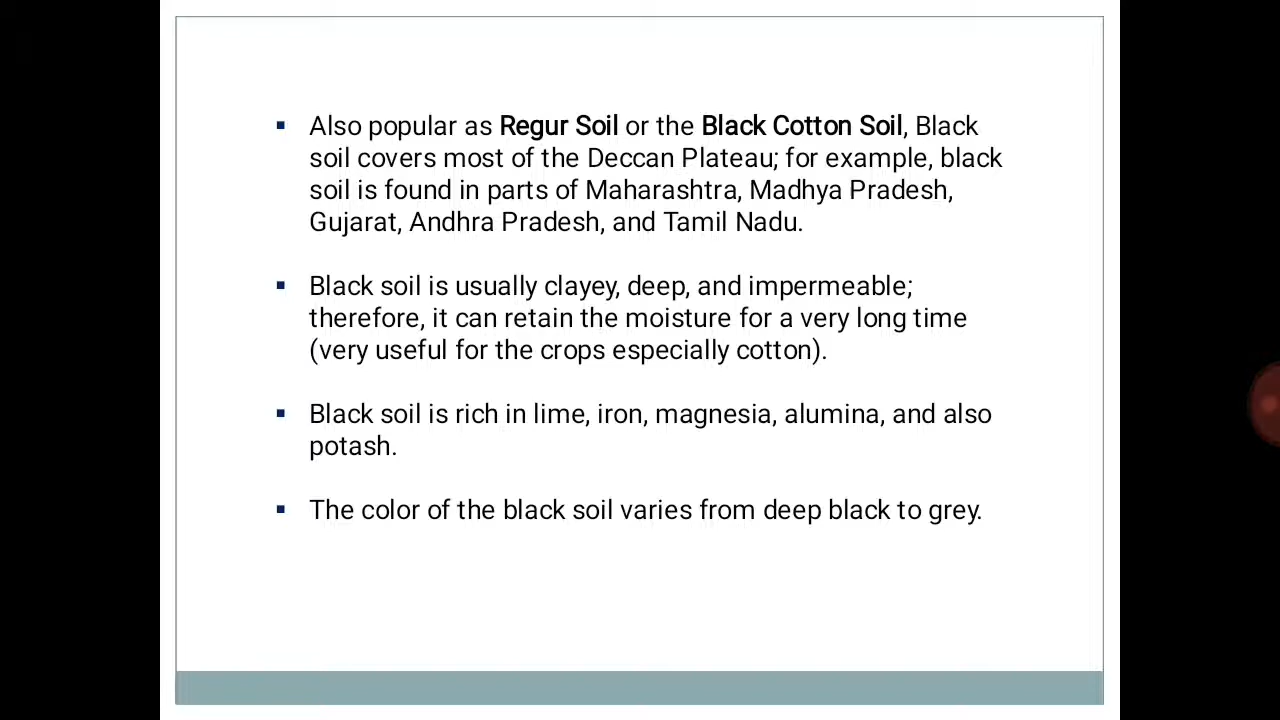 ▪ Also popular as Regur Soil or the Black Cotton Soil, Black
soil covers most of the Deccan Plateau; for example, black
soil is found in parts of Maharashtra, Madhya Pradesh,
Gujarat, Andhra Pradesh, and Tamil Nadu.
▪ Black soil is usually clayey, deep, and impermeable;
therefore, it can retain the moisture for a very long time
(very useful for the crops especially cotton).
▪ Black soil is rich in lime, iron, magnesia, alumina, and also
potash.
▪ The color of the black soil varies from deep black to grey.